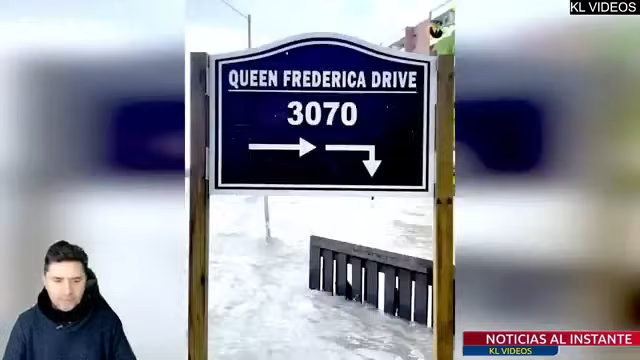 KL VIDEOS
QUEEN FREDERICA DRIVE
3070
NOTICIAS AL INSTANTE
KL VIDEOS